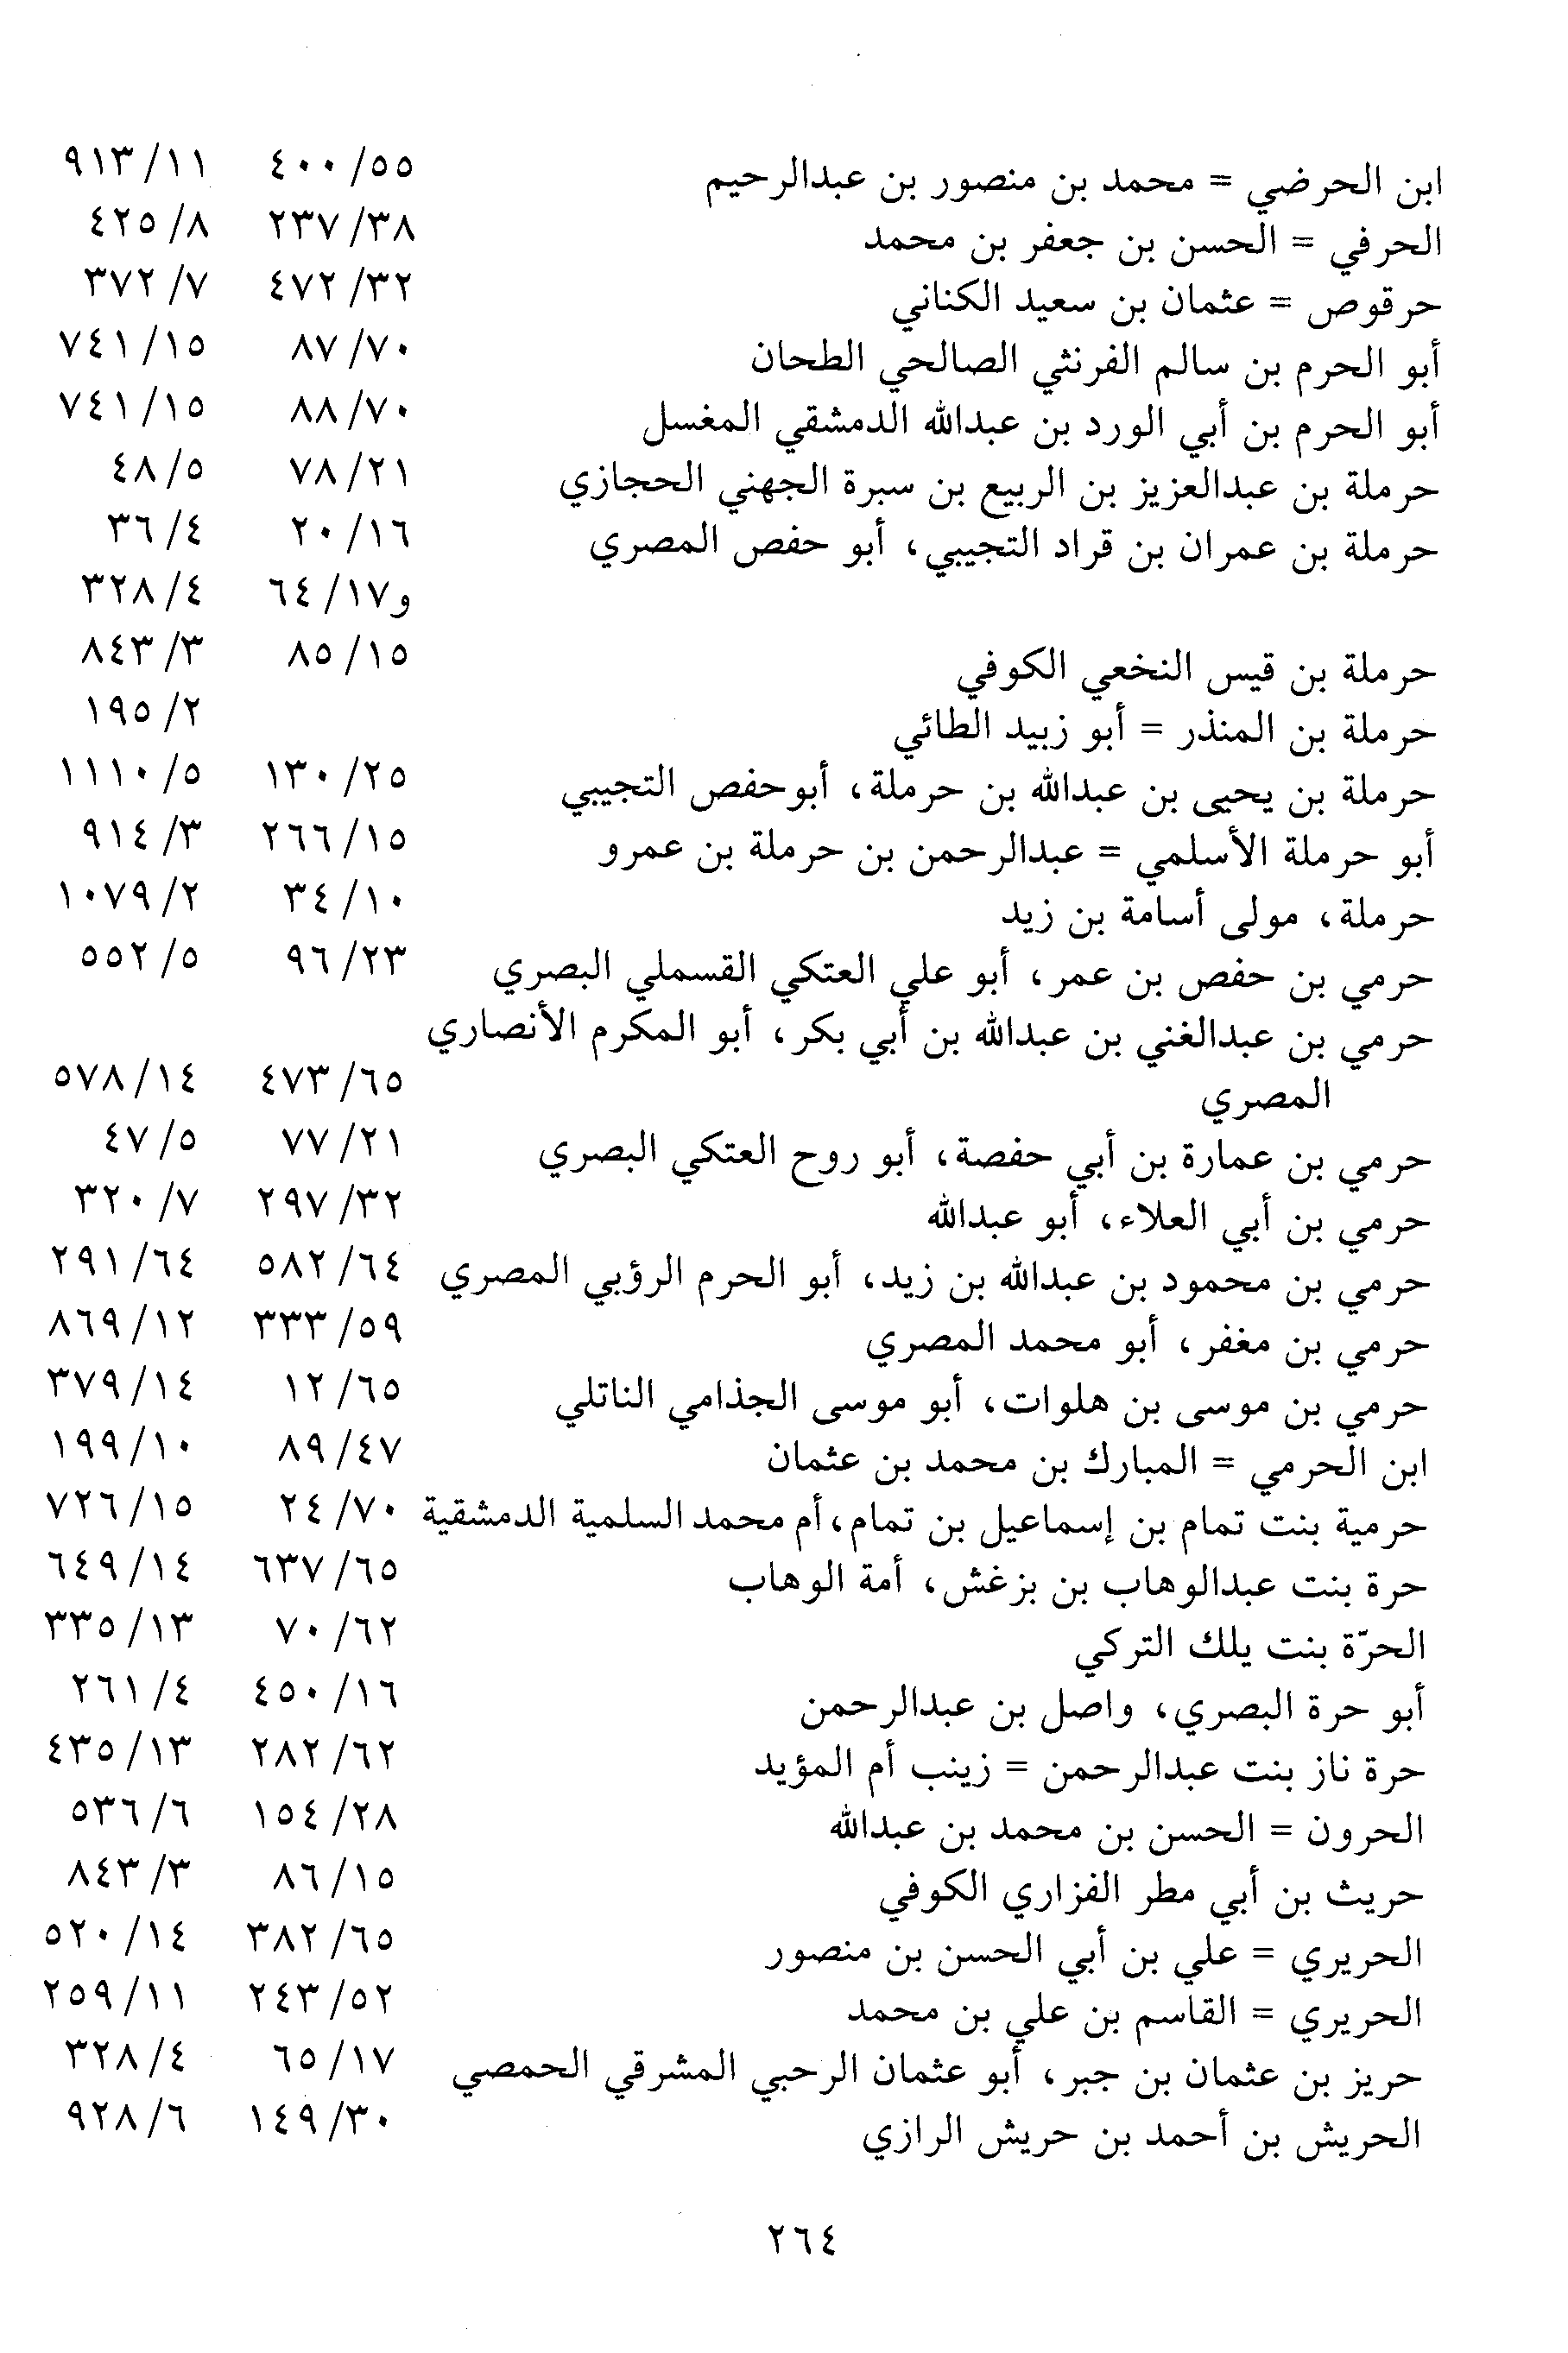 ابن الحرضي = محمد بن منصور بن عبدالرحيم ٥٥/ ٤٠٠ ١١/ ٩١٣
الحرفي = الحسن بن جعفر بن محمد ٣٨/ ٢٣٧ ٨/ ٤٢٥
حرقوص = عثمان بن سعيد الكناني ٣٢/ ٤٧٢ ٧/ ٣٧٢
أبو الحرم بن سالم الفرنثي الصالحي الطحان ٧٠/ ٨٧ ١٥/ ٧٤١
أبو الحرم بن أبي الورد بن عبدالله الدمشقي المغسل ٧٠/ ٨٨ ١٥/ ٧٤١
حرملة بن عبدالعزيز بن الربيع بن سبرة الجهني الحجازي ٢١/ ٧٨ ٥/ ٤٨
حرملة بن عمران بن قراد التجيبي، أبو حفص المصري ١٦/ ٢٠ ٤/ ٣٦
و١٧/ ٦٤ ٤/ ٣٢٨
حرملة بن قيس النخعي الكوفي ١٥/ ٨٥ ٣/ ٨٤٣
حرملة بن المنذر = أبو زبيد الطائي ٢/ ١٩٥
حرملة بن يحيى بن عبدالله بن حرملة، أبوحفص التجيبي ٢٥/ ١٣٠ ٥/ ١١١٠
أبو حرملة الأسلمي = عبدالرحمن بن حرملة بن عمرو ١٥/ ٢٦٦ ٣/ ٩١٤
حرملة، مولى أسامة بن زيد ١٠/ ٣٤ ٢/ ١٠٧٩
حرمي بن حفص بن عمر، أبو علي العتكي القسملي البصري ٢٣/ ٩٦ ٥/ ٥٥٢
حرمي بن عبدالغني بن عبدالله بن أبي بكر، أبو المكرم الأنصاري
المصري ٦٥/ ٤٧٣ ١٤/ ٥٧٨
حرمي بن عمارة بن أبي حفصة، أبو روح العتكي البصري ٢١/ ٧٧ ٥/ ٤٧
حرمي بن أبي العلاء، أبو عبدالله ٣٢/ ٢٩٧ ٧/ ٣٢٠
حرمي بن محمود بن عبدالله بن زيد، أبو الحرم الرؤبي المصري ٦٤/ ٥٨٢ ٦٤/ ٢٩١
حرمي بن مغفر، أبو محمد المصري ٥٩/ ٣٣٣ ١٢/ ٨٦٩
حرمي بن موسى بن هلوات، أبو موسى الجذامي الناتلي ٦٥/ ١٢ ١٤/ ٣٧٩
ابن الحرمي = المبارك بن محمد بن عثمان ٤٧/ ٨٩ ١٠/ ١٩٩
حرمية بنت تمام بن إسماعيل بن تمام، أم محمد السلمية الدمشقية ٧٠/ ٢٤ ١٥/ ٧٢٦
حرة بنت عبدالوهاب بن بزغش، أمة الوهاب ٦٥/ ٦٣٧ ١٤/ ٦٤٩
الحرّة بنت يلك التركي ٦٢/ ٧٠ ١٣/ ٣٣٥
أبو حرة البصري، واصل بن عبدالرحمن ١٦/ ٤٥٠ ٤/ ٢٦١
حرة ناز بنت عبدالرحمن = زينب أم المؤيد ٦٢/ ٢٨٢ ١٣/ ٤٣٥
الحرون = الحسن بن محمد بن عبدالله ٢٨/ ١٥٤ ٦/ ٥٣٦
حريث بن أبي مطر الفزاري الكوفي ١٥/ ٨٦ ٣/ ٨٤٣
الحريري = علي بن أبي الحسن بن منصور ٦٥/ ٣٨٢ ١٤/ ٥٢٠
الحريري = القاسم بن علي بن محمد ٥٢/ ٢٤٣ ١١/ ٢٥٩
حريز بن عثمان بن جبر، أبو عثمان الرحبي المشرقي الحمصي ١٧/ ٦٥ ٤/ ٣٢٨
الحريش بن أحمد بن حريش الرازي ٣٠/ ١٤٩ ٦/ ٩٢٨
٢٦٤